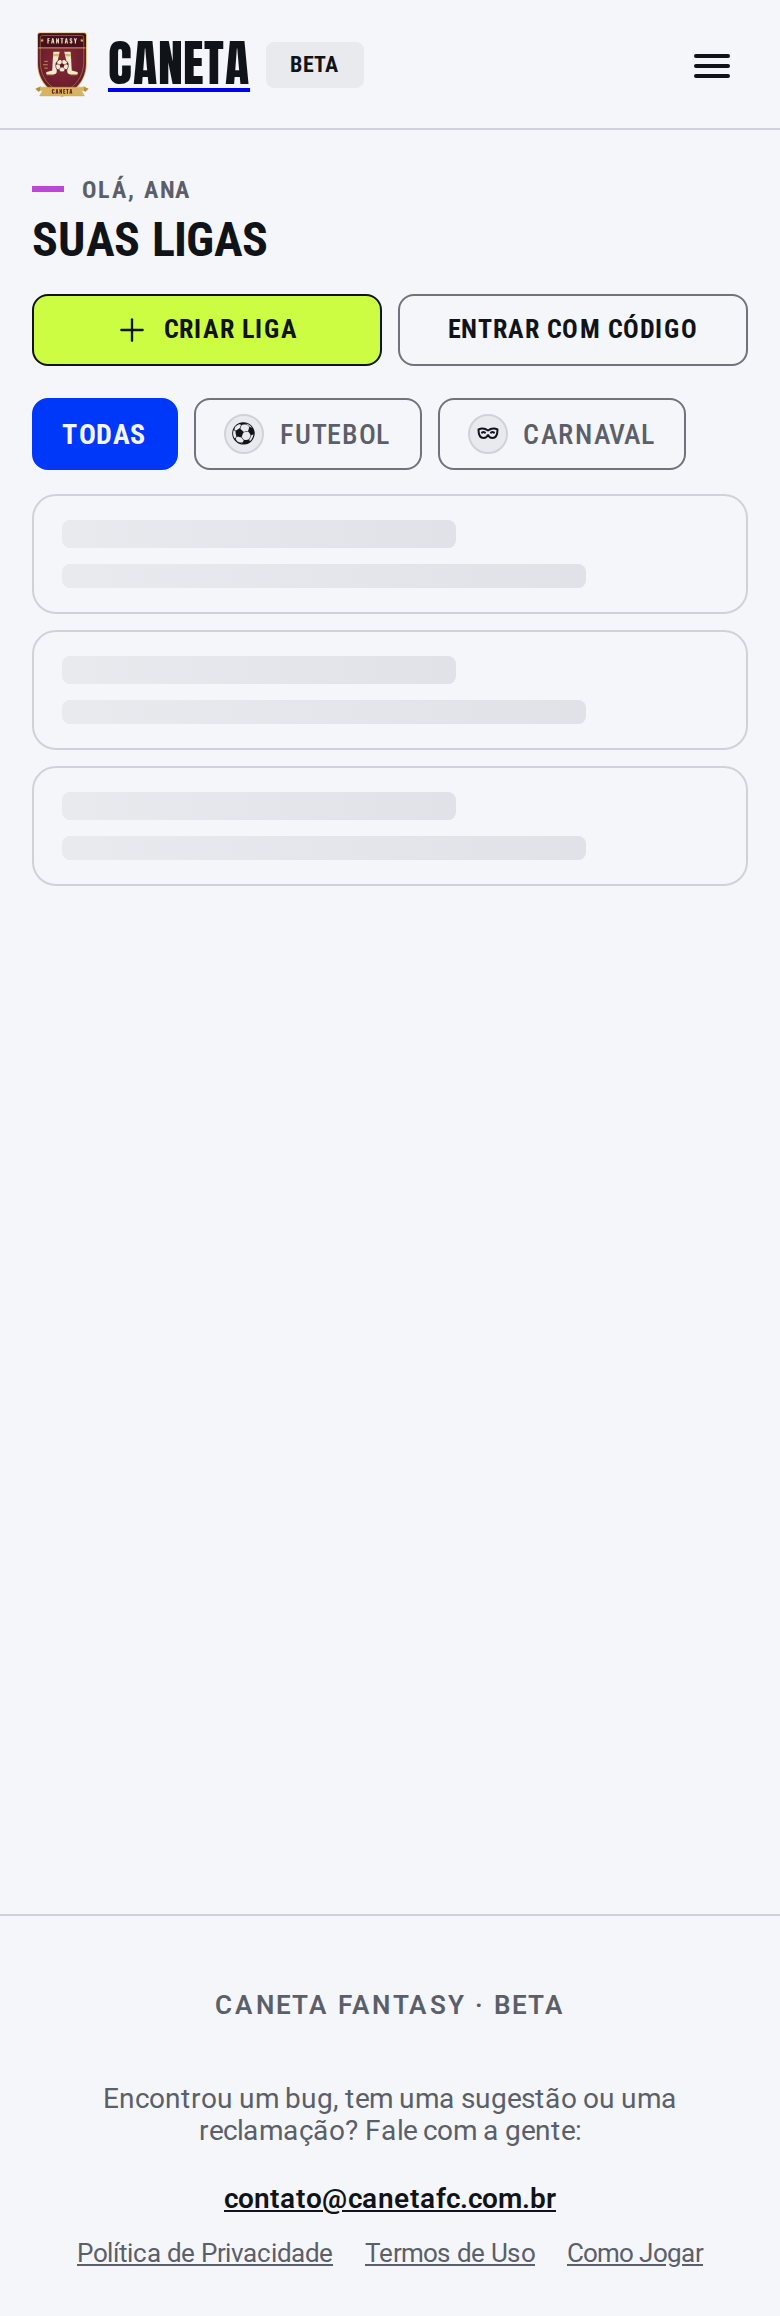 FANTASY
CANETA
CANETA
BETA
OLÁ, ANA
SUAS LIGAS
CRIAR LIGA
ENTRAR COM CÓDIGO
TODAS
FUTEBOL
CARNAVAL
CANETA FANTASY · BETA
Encontrou um bug, tem uma sugestão ou uma
reclamação? Fale com a gente:
contato@canetafc.com.br
Política de Privacidade
Termos de Uso
Como Jogar